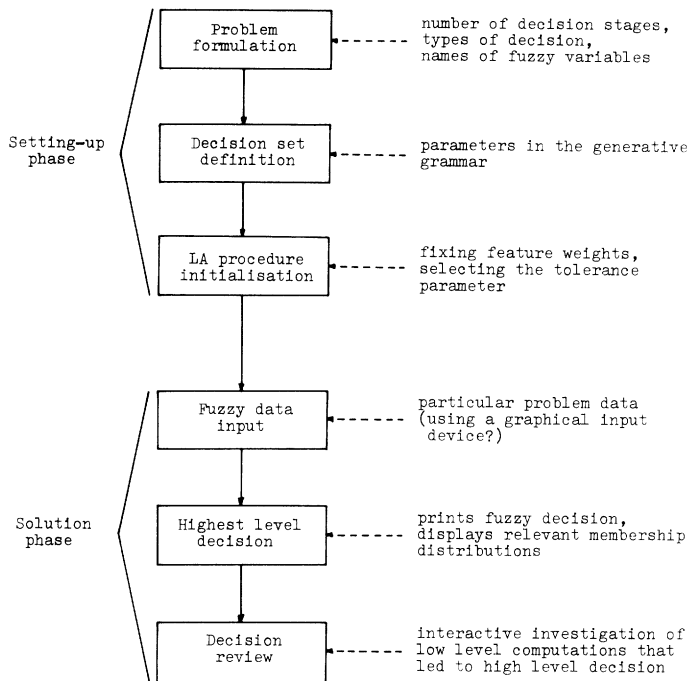 Problem
formulation
number of decision stages,
types of decision,
names of fuzzy variables
Setting-up
phase
Decision set
definition
parameters in the generative
grammar
LA procedure
initialisation
fixing feature weights,
selecting the tolerance
parameter
Fuzzy data
input
particular problem data
(using a graphical input
device?)
Solution
phase
Highest level
decision
prints fuzzy decision,
displays relevant membership
distributions
Decision
review
interactive investigation of
low level computations that
led to high level decision